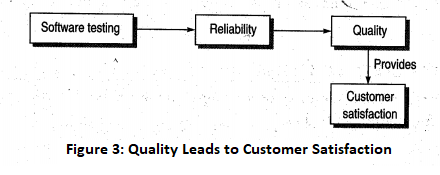 Software testing
Reliability
Quality
Provides
Customer
satisfaction
Figure 3: Quality Leads to Customer Satisfaction